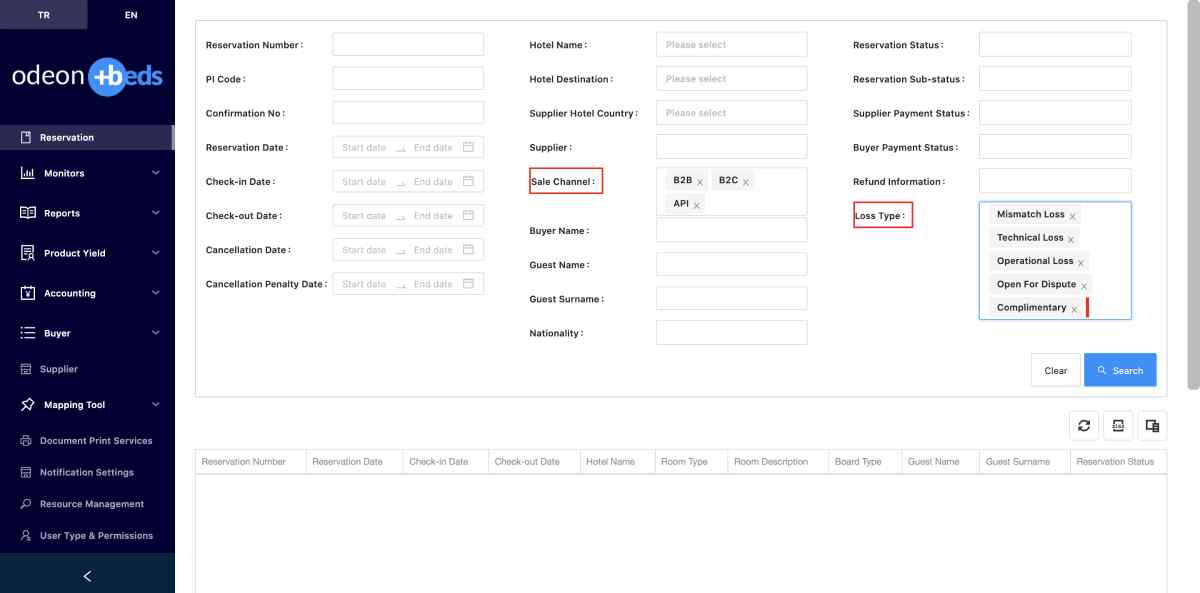 TR
EN
odeon +beds
Reservation
Monitors
Reports
Product Yield
Accounting
Buyer
Supplier
Mapping Tool
Document Print Services
Notification Settings
Resource Management
User Type & Permissions
Reservation Number :
PI Code :
Confirmation No :
Reservation Date : Start date End date
Check-in Date : Start date End date
Check-out Date : Start date End date
Cancellation Date : Start date End date
Cancellation Penalty Date : Start date End date
Hotel Name : Please select
Hotel Destination : Please select
Supplier Hotel Country : Please select
Supplier :
Sale Channel : B2B x B2C x
API x
Buyer Name :
Guest Name :
Guest Surname :
Nationality :
Reservation Status :
Reservation Sub-status :
Supplier Payment Status :
Buyer Payment Status :
Refund Information :
Loss Type : Mismatch Loss x
Technical Loss x
Operational Loss x
Open For Dispute x
Complimentary x
Clear Search
Reservation Number Reservation Date Check-in Date Check-out Date Hotel Name Room Type Room Description Board Type Guest Name Guest Surname Reservation Status